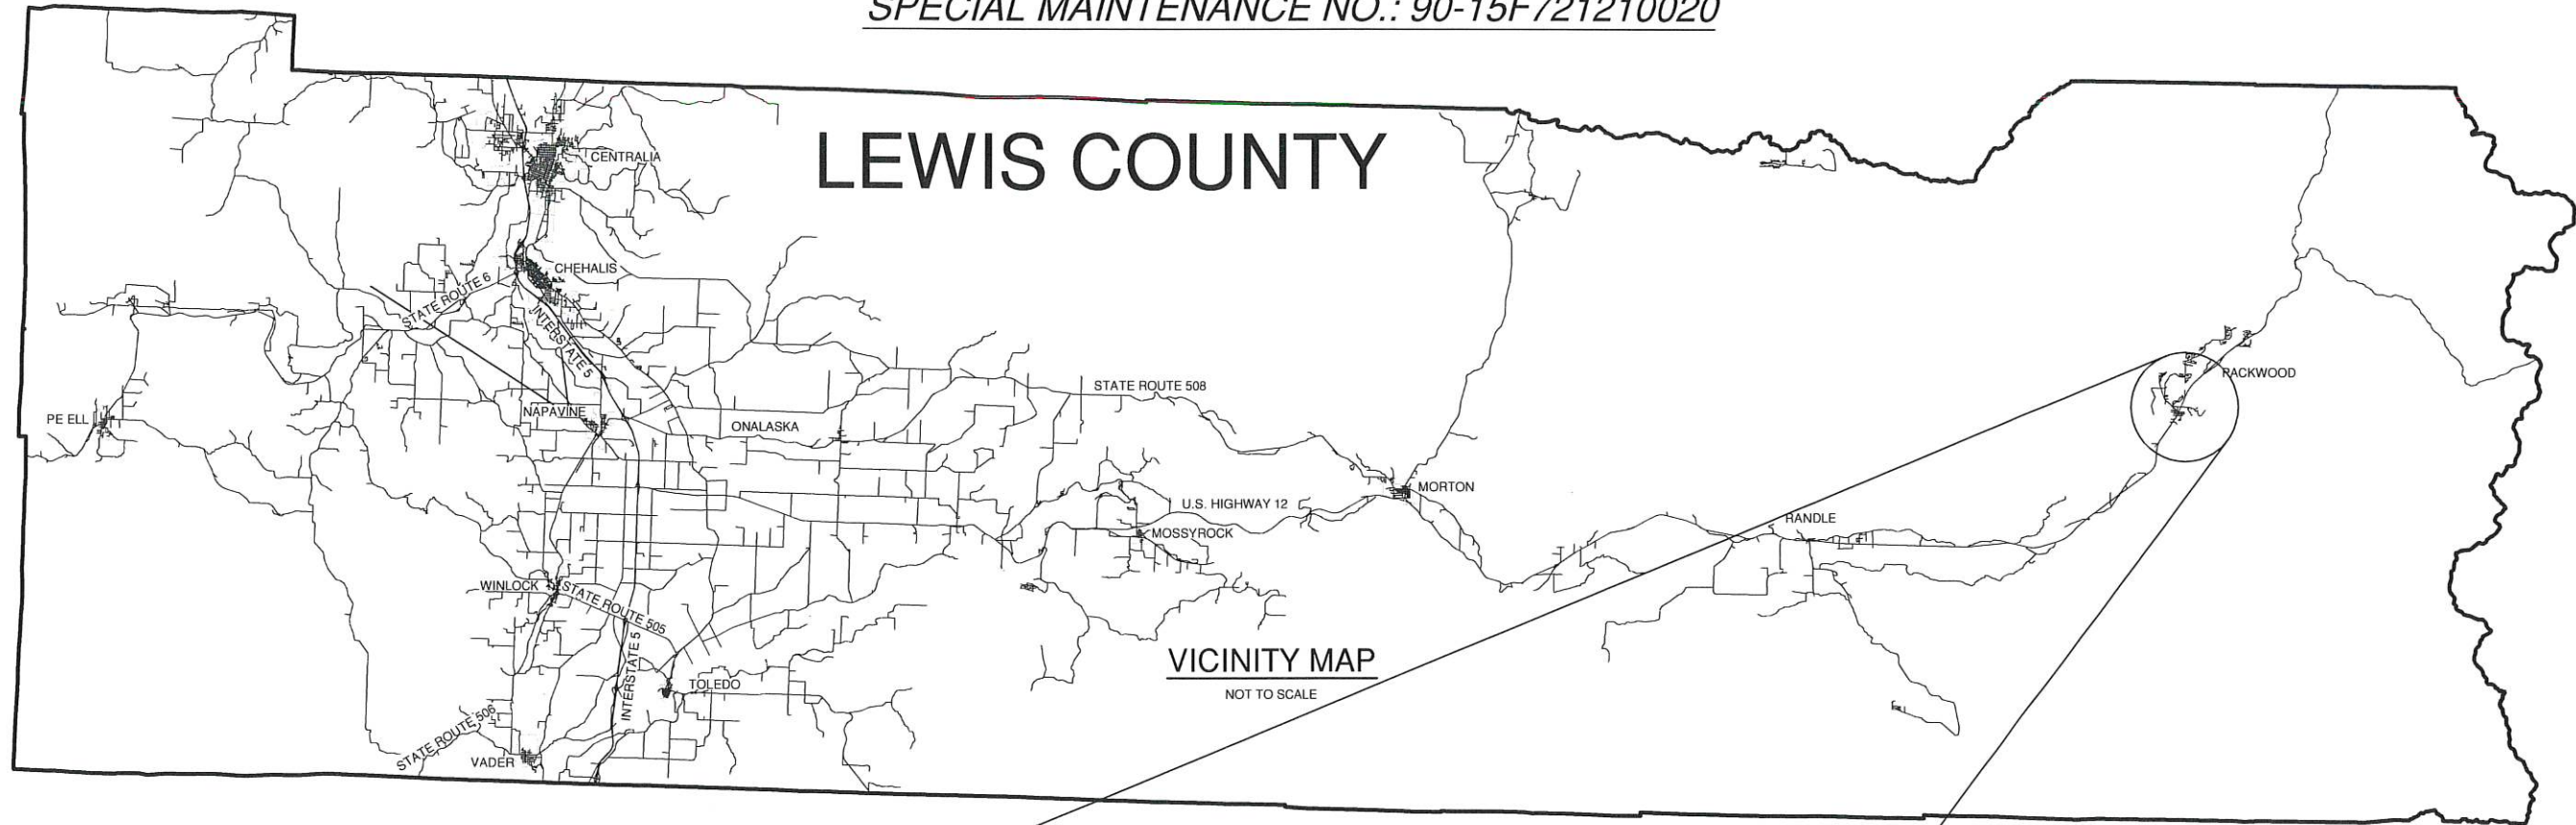 SPECIAL MAINTENANCE NO.: 90-15F721210020
LEWIS COUNTY
CENTRALIA
CHEHALIS
STATE ROUTE 6
INTERSTATE 5
PACKWOOD
STATE ROUTE 508
PE ELL
NAPAVINE
ONALASKA
MORTON
U.S. HIGHWAY 12
RANDLE
MOSSYROCK
WINLOCK
STATE ROUTE 505
INTERSTATE 5
VICINITY MAP
NOT TO SCALE
TOLEDO
STATE ROUTE 506
VADER